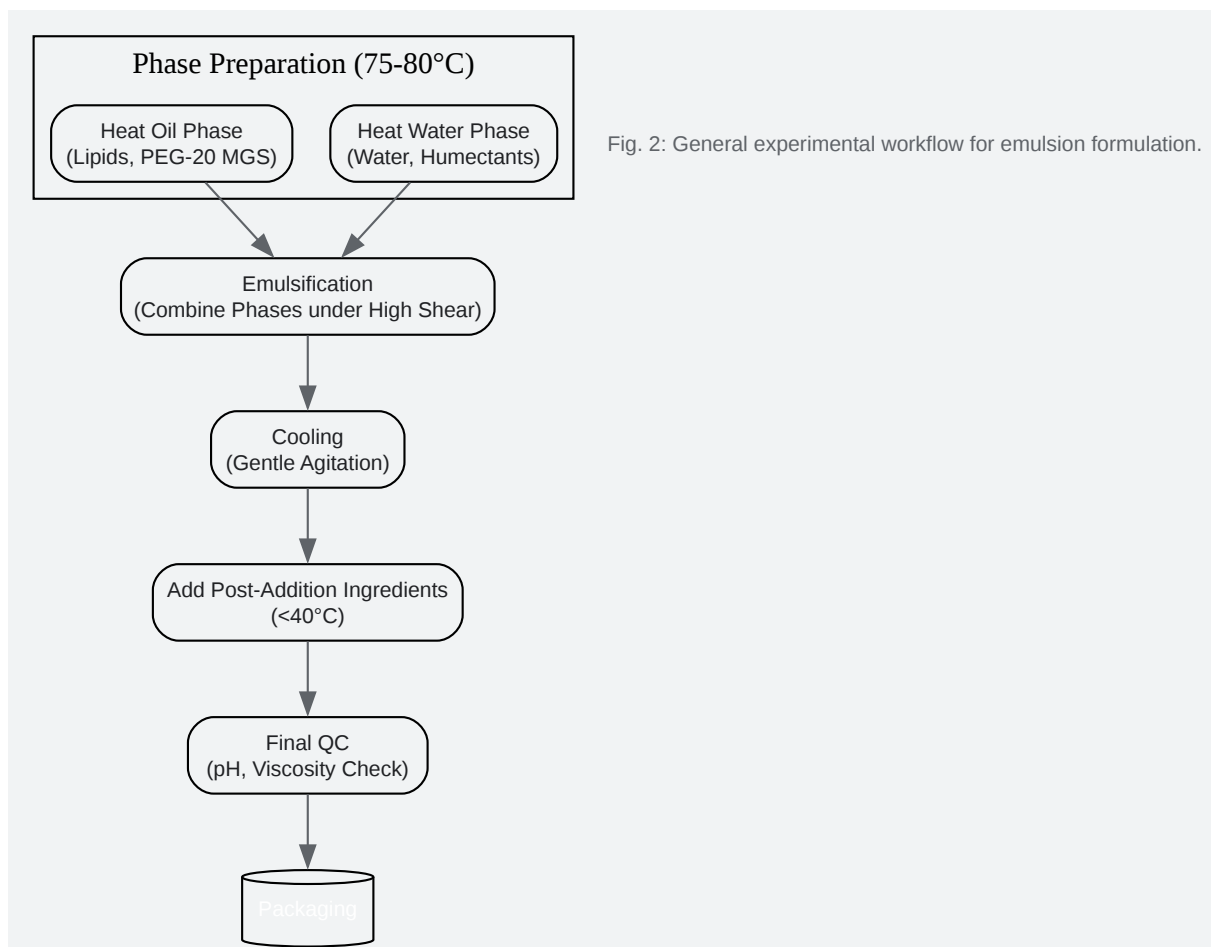 Phase Preparation (75-80°C)
Heat Oil Phase
(Lipids, PEG-20 MGS)
Heat Water Phase
(Water, Humectants)
Fig. 2: General experimental workflow for emulsion formulation.
Emulsification
(Combine Phases under High Shear)
Cooling
(Gentle Agitation)
Add Post-Addition Ingredients
(<40°C)
Final QC
(pH, Viscosity Check)
Packaging